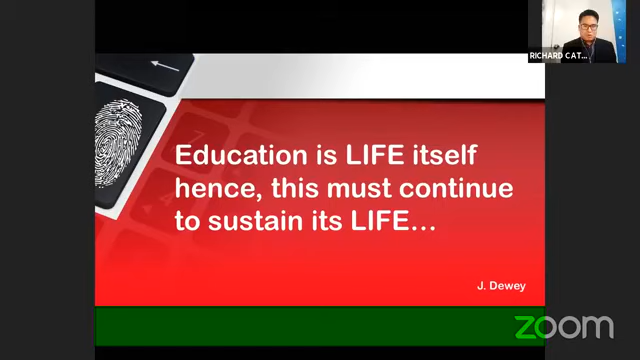 RICHARD CAT...
Education is LIFE itself
hence, this must continue
to sustain its LIFE...
J. Dewey
zoom